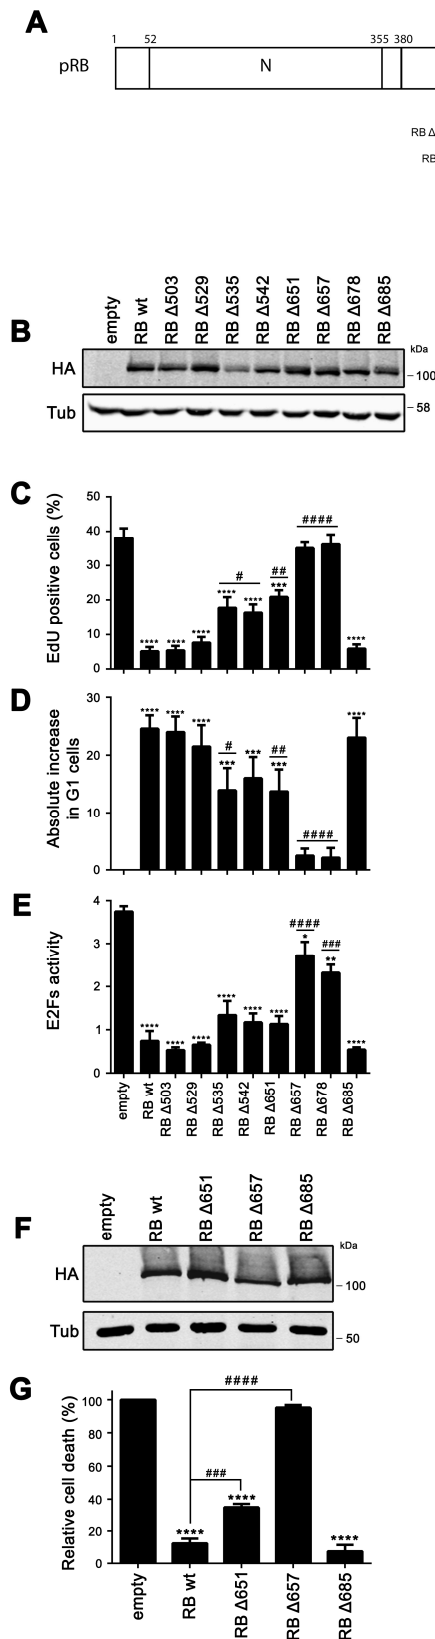 A
1 52 355 380
pRB N
RB Δ
RB
B
empty RB wt RB Δ503 RB Δ529 RB Δ535 RB Δ542 RB Δ651 RB Δ657 RB Δ678 RB Δ685
kDa
HA - 100
Tub - 58
C
EdU positive cells (%)
50
40
30
20
10
0
**** **** **** **** **** *** ****
# ## ####
D
Absolute increase
in G1 cells
30
20
10
0
**** **** **** *** *** *** ****
# ## ####
E
E2Fs activity
4
3
2
1
0
**** **** **** **** **** **** * ** ****
#### ###
empty RB wt RB Δ503 RB Δ529 RB Δ535 RB Δ542 RB Δ651 RB Δ657 RB Δ678 RB Δ685
F
empty RB wt RB Δ651 RB Δ657 RB Δ685
kDa
HA - 100
Tub - 50
G
Relative cell death (%)
100
80
60
40
20
0
####
###
**** **** ****
empty RB wt RB Δ651 RB Δ657 RB Δ685